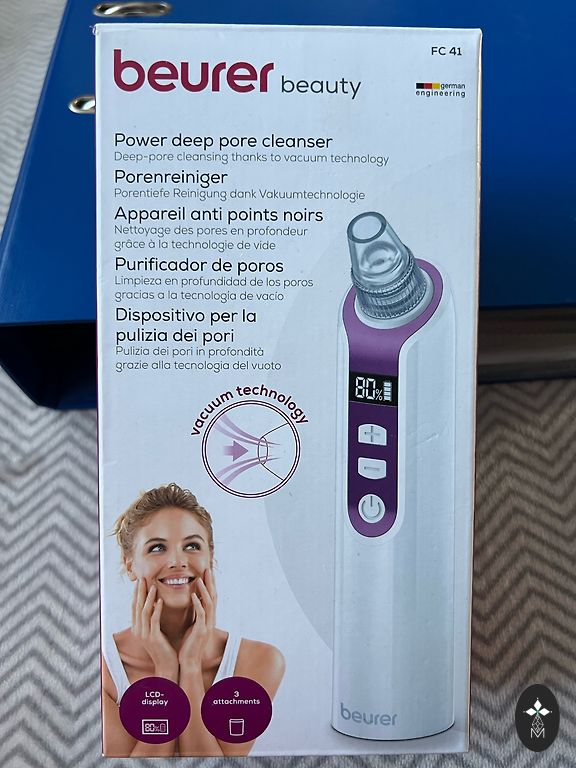 FC 41
beurer beauty
german
engineering
Power deep pore cleanser
Deep-pore cleansing thanks to vacuum technology
Porenreiniger
Porentiefe Reinigung dank Vakuumtechnologie
Appareil anti points noirs
Nettoyage des pores en profondeur
grâce à la technologie de vide
Purificador de poros
Limpieza en profundidad de los poros
gracias a la tecnología de vacío
Dispositivo per la
pulizia dei pori
Pulizia dei pori in profondità
grazie alla tecnologia del vuoto
vacuum technology
80%
LCD-
display
80%
3
attachments
beurer
M